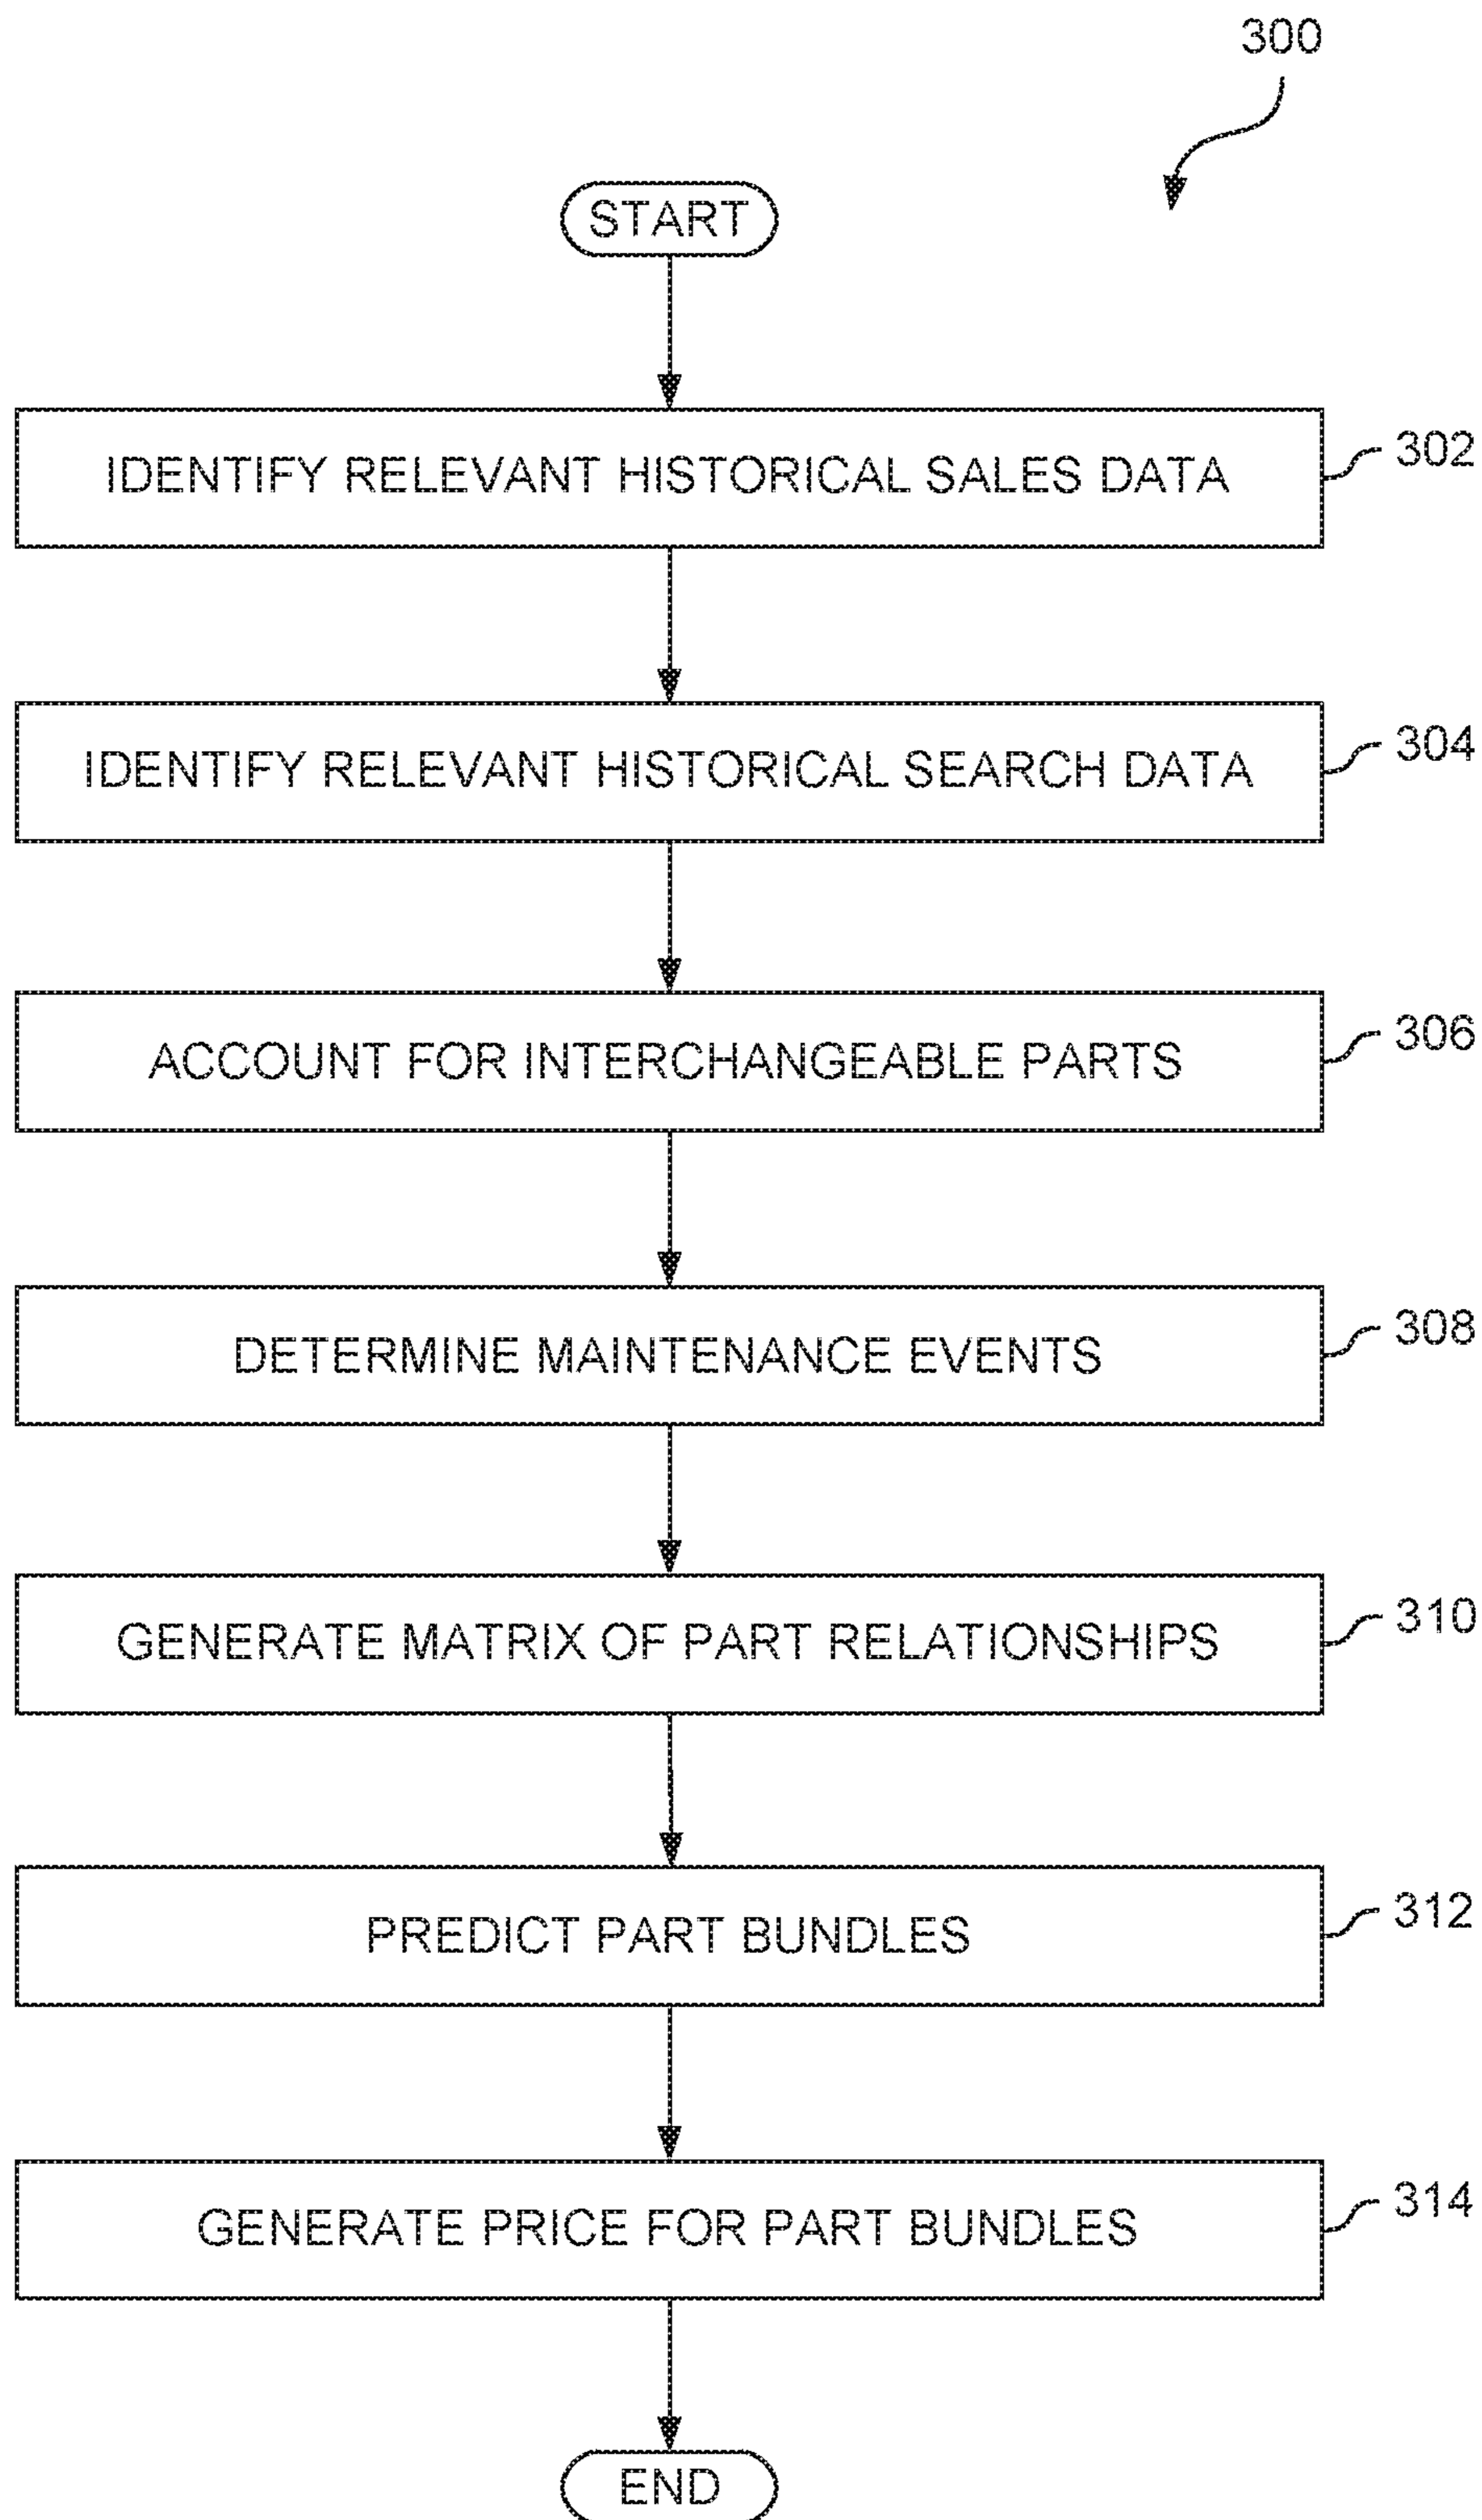 300
START
IDENTIFY RELEVANT HISTORICAL SALES DATA
302
IDENTIFY RELEVANT HISTORICAL SEARCH DATA
304
ACCOUNT FOR INTERCHANGEABLE PARTS
306
DETERMINE MAINTENANCE EVENTS
308
GENERATE MATRIX OF PART RELATIONSHIPS
310
PREDICT PART BUNDLES
312
GENERATE PRICE FOR PART BUNDLES
314
END